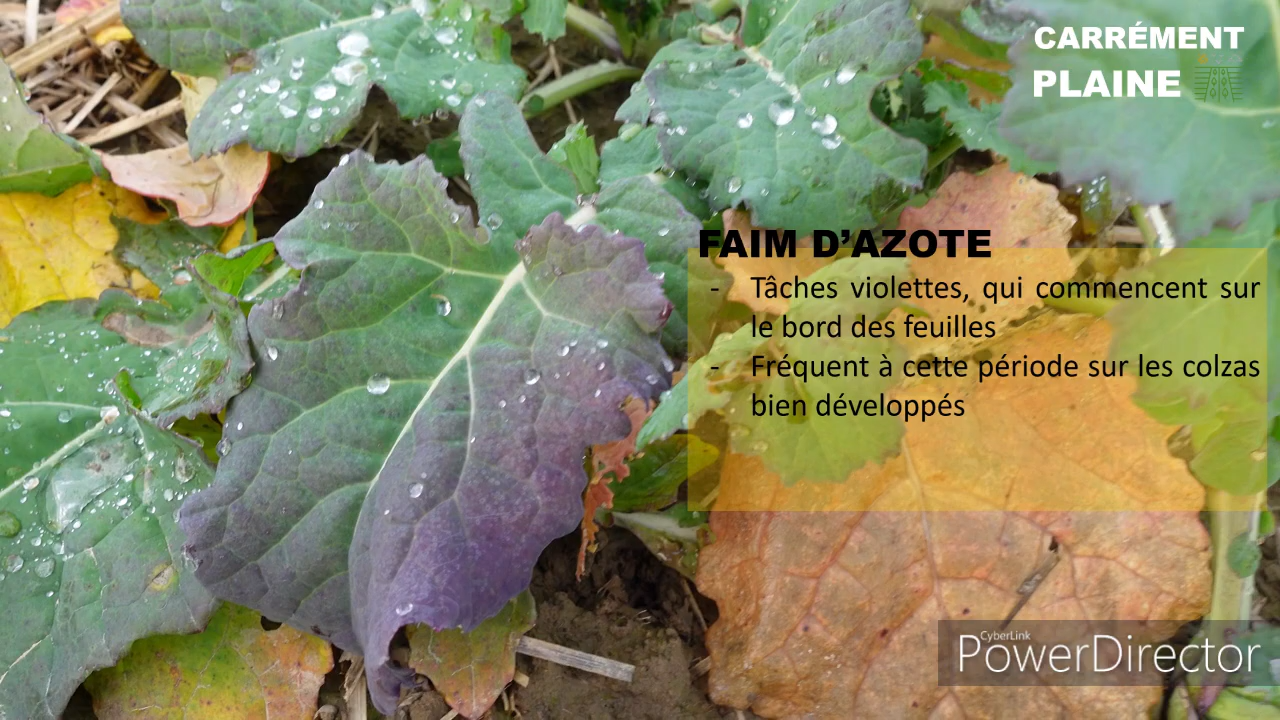 CARRÉMENT
PLAINE
FAIM D'AZOTE
- Tâches violettes, qui commencent sur
le bord des feuilles
- Fréquent à cette période sur les colzas
bien développés
CyberLink
PowerDirector